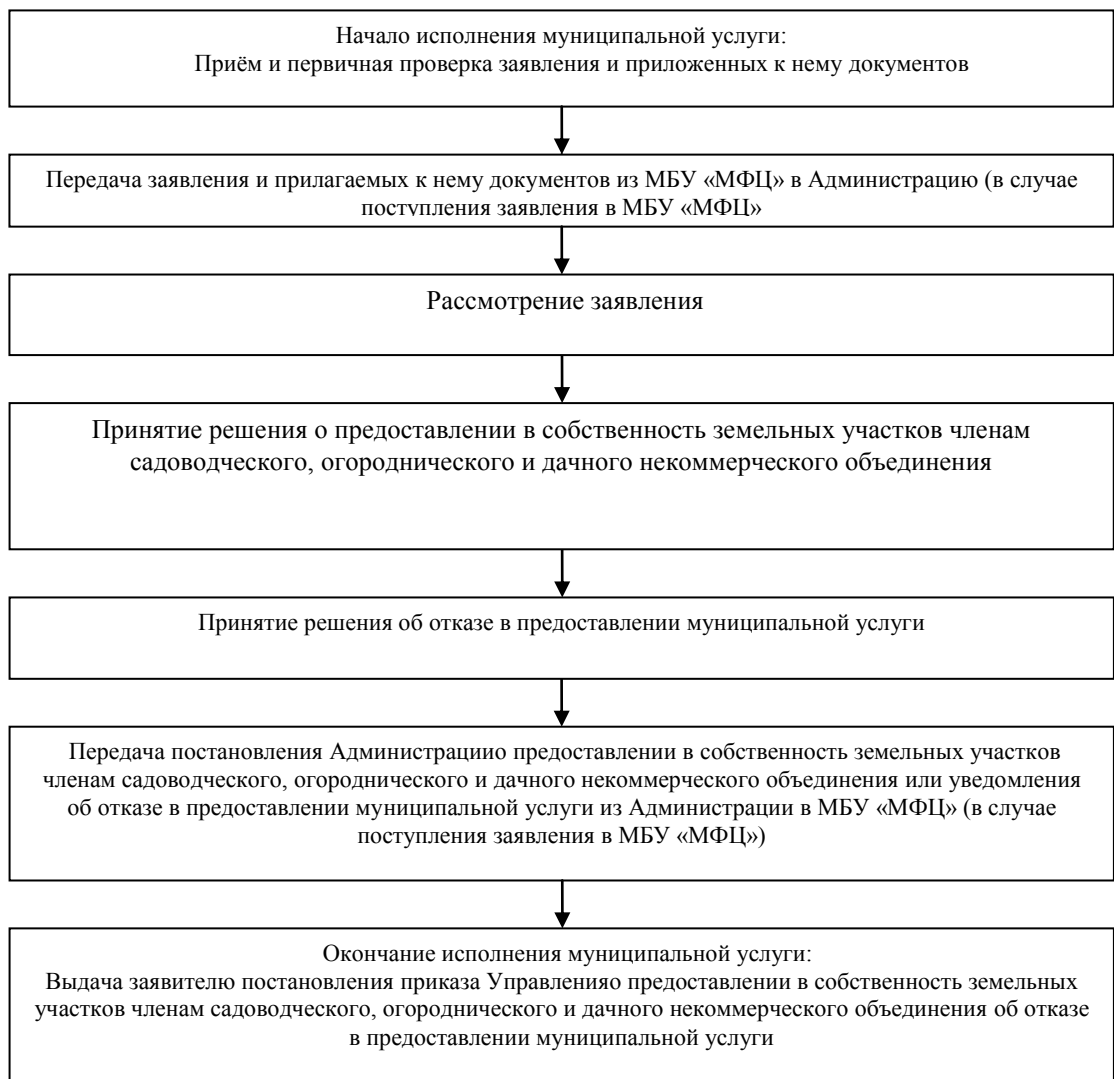 Начало исполнения муниципальной услуги:
Приём и первичная проверка заявления и приложенных к нему документов
Передача заявления и прилагаемых к нему документов из МБУ «МФЦ» в Администрацию (в случае
поступления заявления в МБУ «МФЦ»
Рассмотрение заявления
Принятие решения о предоставлении в собственность земельных участков членам
садоводческого, огороднического и дачного некоммерческого объединения
Принятие решения об отказе в предоставлении муниципальной услуги
Передача постановления Администрациио предоставлении в собственность земельных участков
членам садоводческого, огороднического и дачного некоммерческого объединения или уведомления
об отказе в предоставлении муниципальной услуги из Администрации в МБУ «МФЦ» (в случае
поступления заявления в МБУ «МФЦ»)
Окончание исполнения муниципальной услуги:
Выдача заявителю постановления приказа Управленияо предоставлении в собственность земельных
участков членам садоводческого, огороднического и дачного некоммерческого объединения об отказе
в предоставлении муниципальной услуги